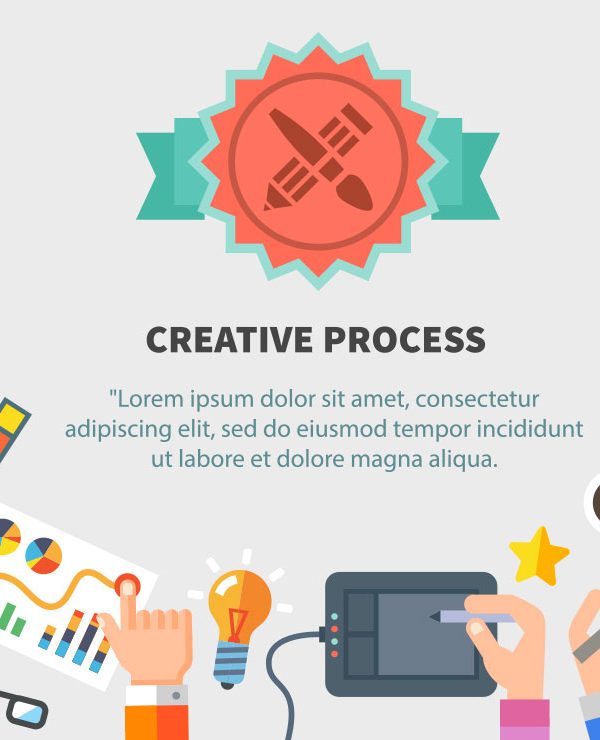 CREATIVE PROCESS
"Lorem ipsum dolor sit amet, consectetur
adipiscing elit, sed do eiusmod tempor incididunt
ut labore et dolore magna aliqua.